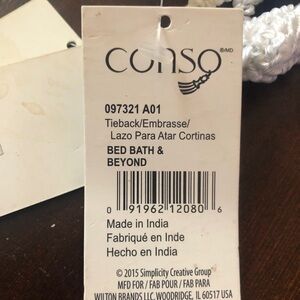 conso ®/MD
097321 A01
Tieback/Embrasse/
Lazo Para Atar Cortinas
BED BATH &
BEYOND
0 91962 12080 6
Made in India
Fabriqué en Inde
Hecho en India
© 2015 Simplicity Creative Group
MFD FOR / FAB POUR / FAB PARA
WILTON BRANDS LLC, WOODRIDGE, IL 60517 USA